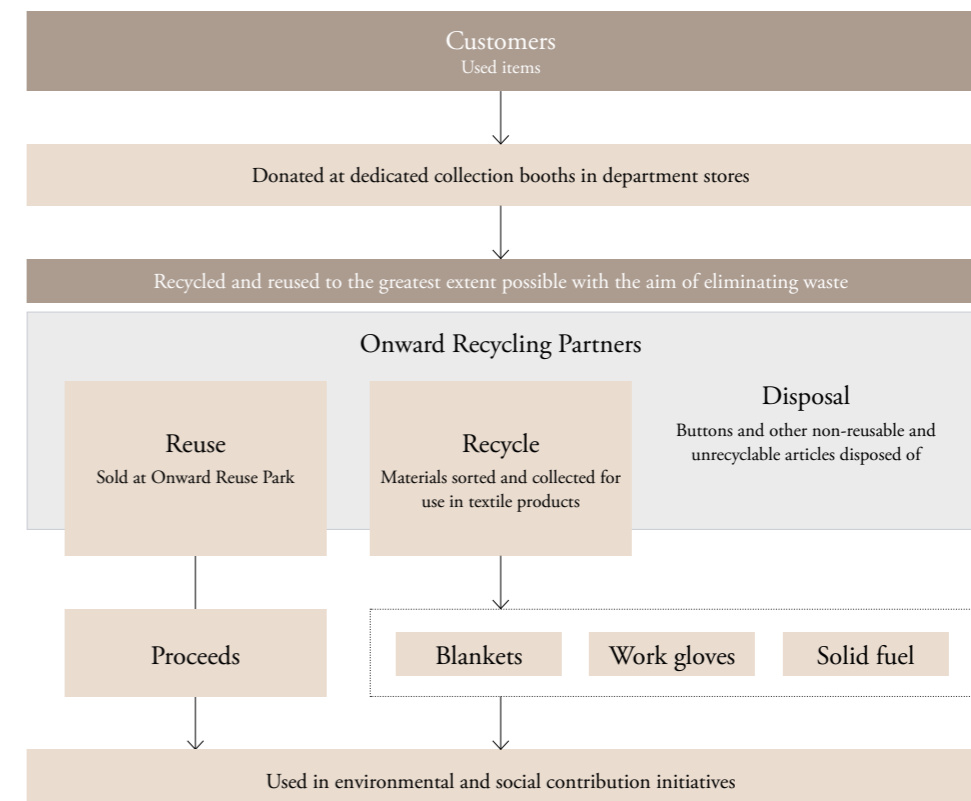 Customers
Used items
Donated at dedicated collection booths in department stores
Recycled and reused to the greatest extent possible with the aim of eliminating waste
Onward Recycling Partners
Reuse
Sold at Onward Reuse Park
Recycle
Materials sorted and collected for
use in textile products
Disposal
Buttons and other non-reusable and
unrecyclable articles disposed of
Proceeds
Blankets
Work gloves
Solid fuel
Used in environmental and social contribution initiatives